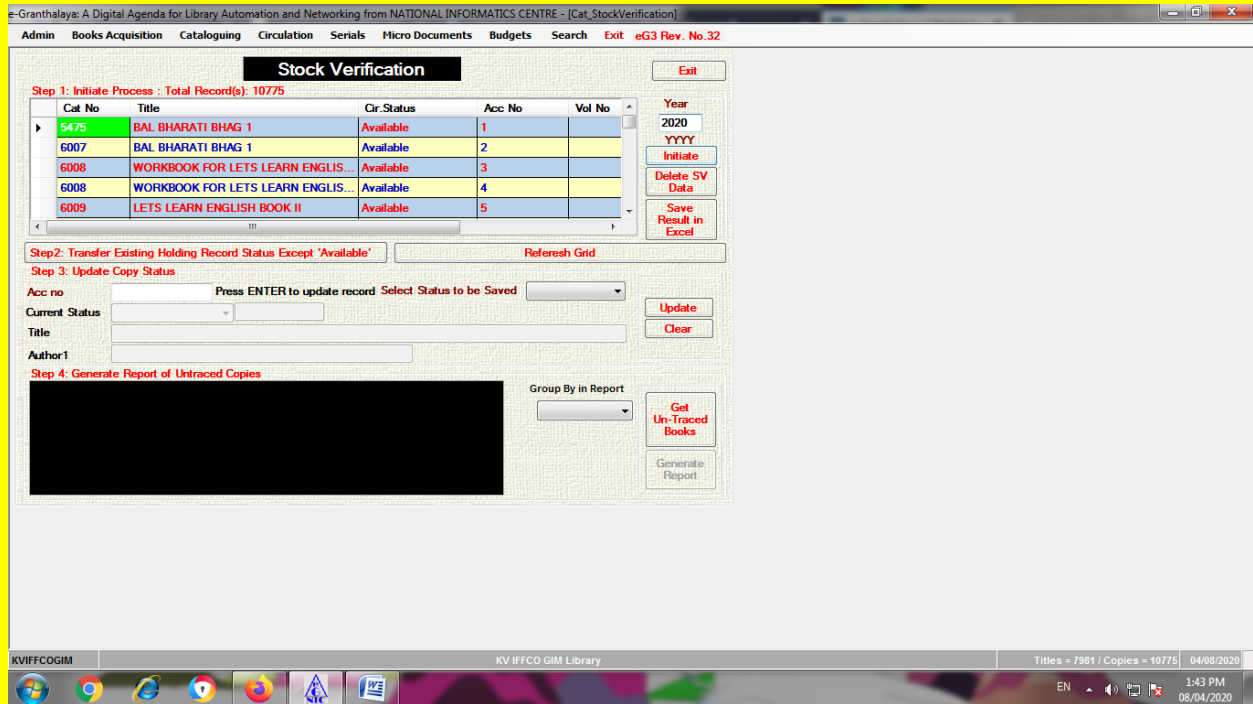 e-Granthalaya: A Digital Agenda for Library Automation and Networking from NATIONAL INFORMATICS CENTRE - [Cat_StockVerification]
Admin Books Acquisition Cataloguing Circulation Serials Micro Documents Budgets Search Exit eG3 Rev. No.32
Stock Verification
Exit
Step 1: Initiate Process : Total Record(s): 10775
Cat No Title Cir.Status Acc No Vol No
5475 BAL BHARATI BHAG 1 Available 1
6007 BAL BHARATI BHAG 1 Available 2
6008 WORKBOOK FOR LETS LEARN ENGLIS... Available 3
6008 WORKBOOK FOR LETS LEARN ENGLIS... Available 4
6009 LETS LEARN ENGLISH BOOK II Available 5
Year
2020
YYYY
Initiate
Delete SV
Data
Save
Result in
Excel
Step2: Transfer Existing Holding Record Status Except 'Available' Referesh Grid
Step 3: Update Copy Status
Acc no Press ENTER to update record Select Status to be Saved
Current Status
Title
Author1
Update
Clear
Step 4: Generate Report of Untraced Copies
Group By in Report
Get
Un-Traced
Books
Generate
Report
KVIFFCOGIM KV IFFCO GIM Library Titles = 7981 / Copies = 10775 04/08/2020
NIC
EN 1:43 PM
08/04/2020